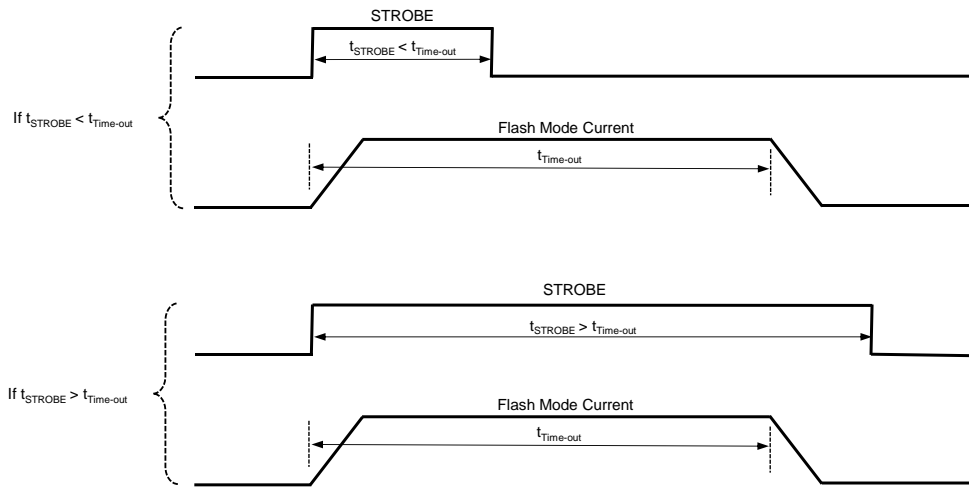 STROBE
tSTROBE < tTime-out
If tSTROBE < tTime-out
Flash Mode Current
tTime-out
STROBE
tSTROBE > tTime-out
If tSTROBE > tTime-out
Flash Mode Current
tTime-out